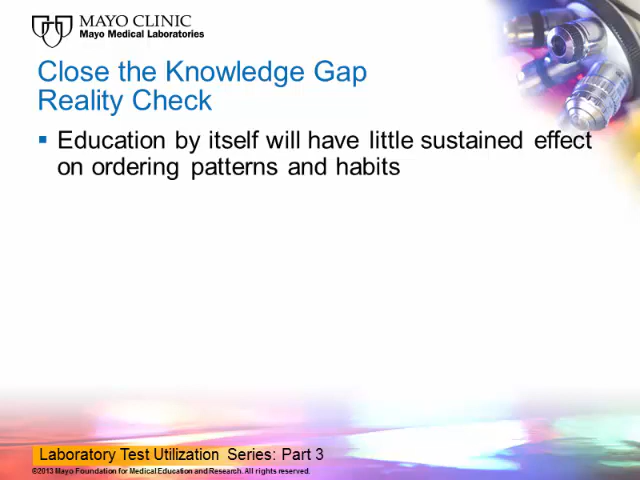 MAYO CLINIC
Mayo Medical Laboratories
Close the Knowledge Gap
Reality Check
▪ Education by itself will have little sustained effect
on ordering patterns and habits
Laboratory Test Utilization Series: Part 3
©2013 Mayo Foundation for Medical Education and Research. All rights reserved.